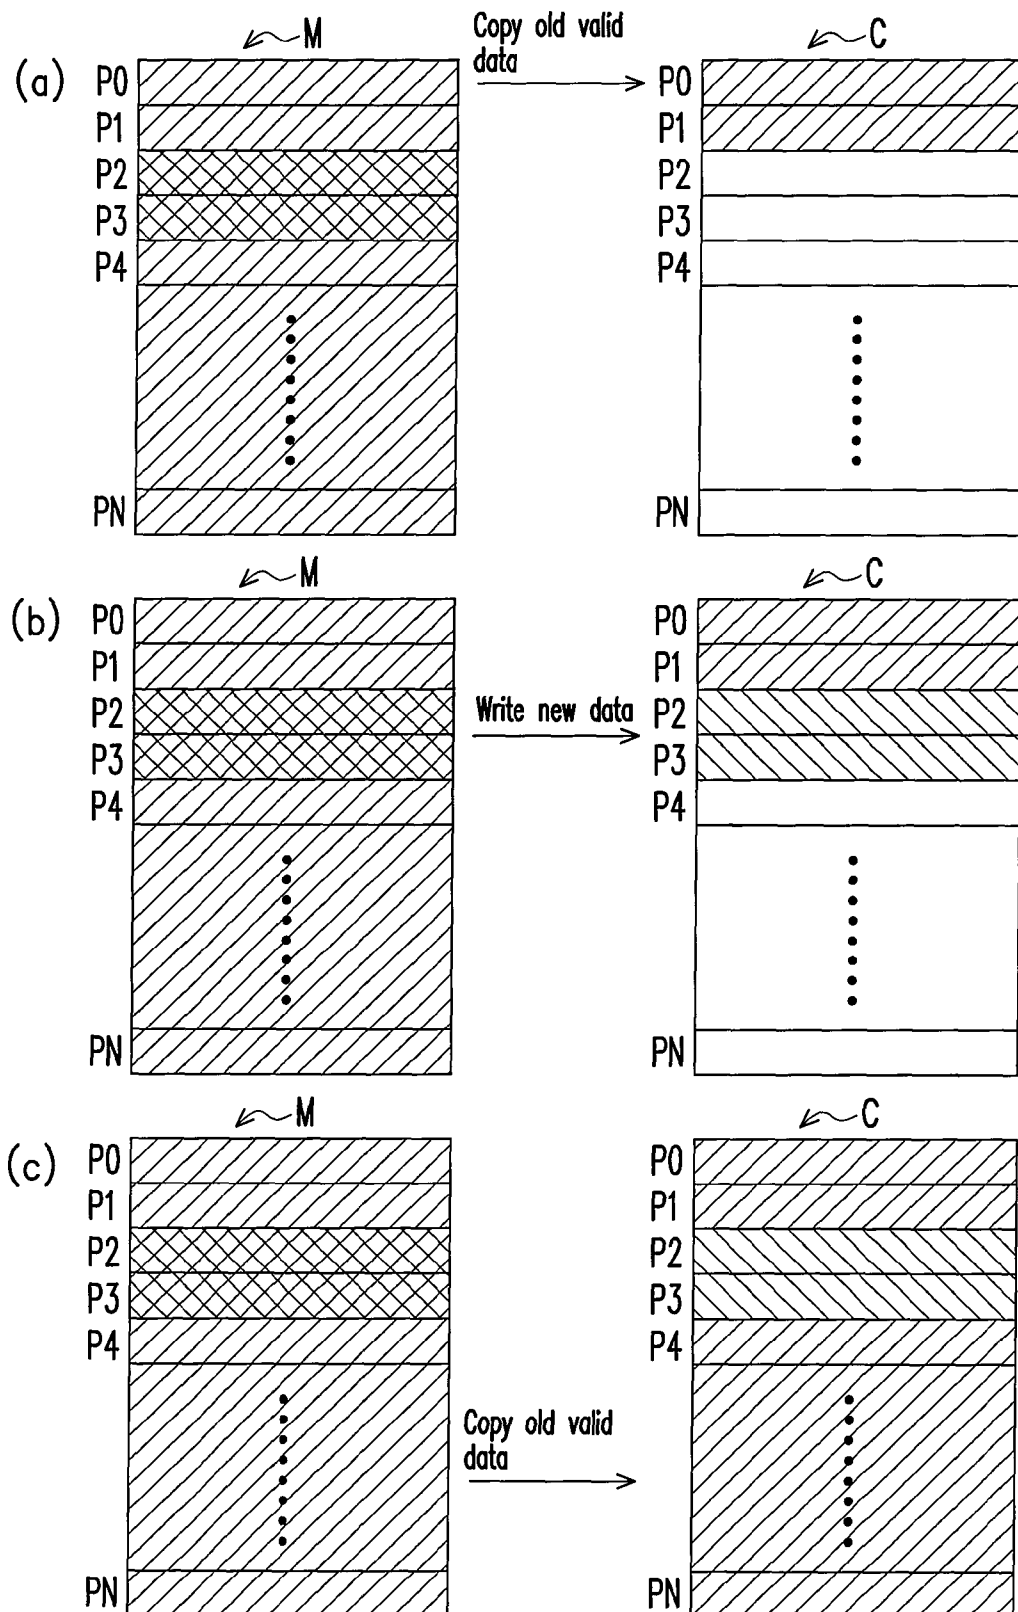 M
Copy old valid
data
C
(a)
P0
P1
P2
P3
P4
PN
P0
P1
P2
P3
P4
PN
M
C
(b)
P0
P1
P2
P3
P4
PN
Write new data
P0
P1
P2
P3
P4
PN
M
C
(c)
P0
P1
P2
P3
P4
PN
Copy old valid
data
P0
P1
P2
P3
P4
PN